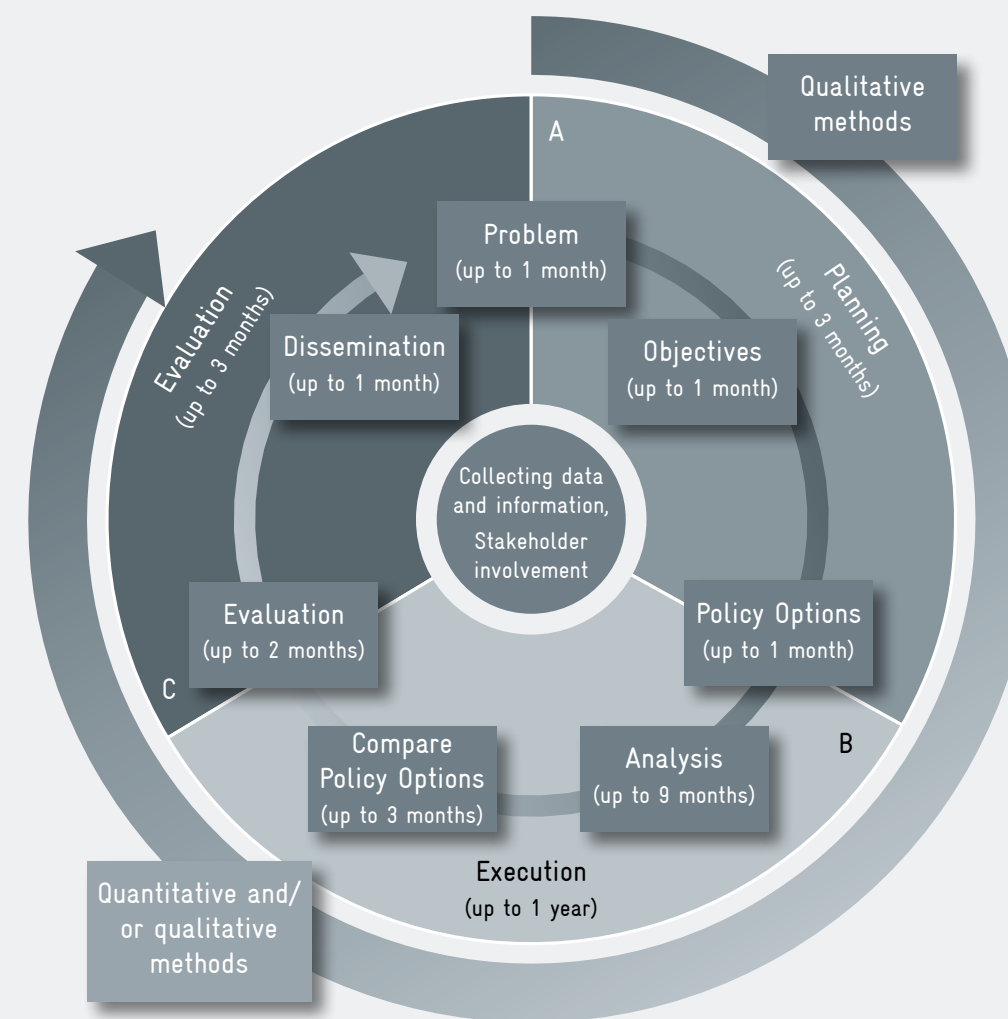 Qualitative
methods
A
Problem
(up to 1 month)
Planning
(up to 3 months)
Objectives
(up to 1 month)
Evaluation
(up to 3 months)
Dissemination
(up to 1 month)
Collecting data
and information,
Stakeholder
involvement
Policy Options
(up to 1 month)
Evaluation
(up to 2 months)
C
B
Analysis
(up to 9 months)
Compare
Policy Options
(up to 3 months)
Execution
(up to 1 year)
Quantitative and/
or qualitative
methods